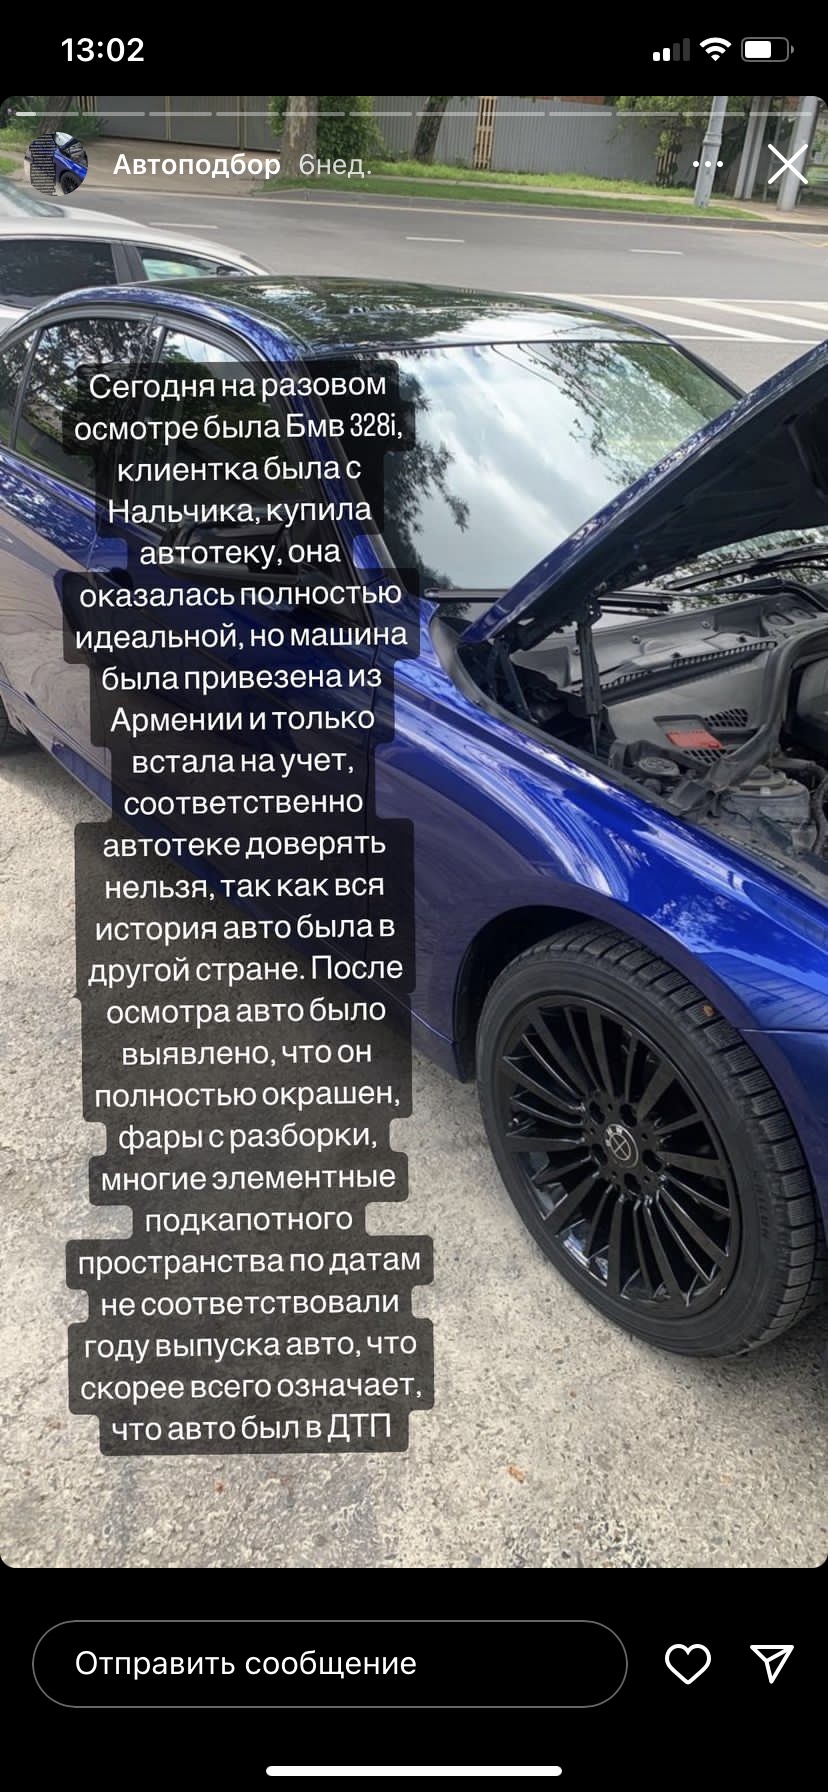 13:02
Автоподбор 6нед.
Сегодня на разовом
осмотре была Бмв 328i,
клиентка была с
Нальчика, купила
автотеку, она
оказалась полностью
идеальной, но машина
была привезена из
Армении и только
встала на учет,
соответственно
автотеке доверять
нельзя, так как вся
история авто была в
другой стране. После
осмотра авто было
выявлено, что он
полностью окрашен,
фары с разборки,
многие элементные
подкапотного
пространства по датам
не соответствовали
году выпуска авто, что
скорее всего означает,
что авто был в ДТП
Отправить сообщение